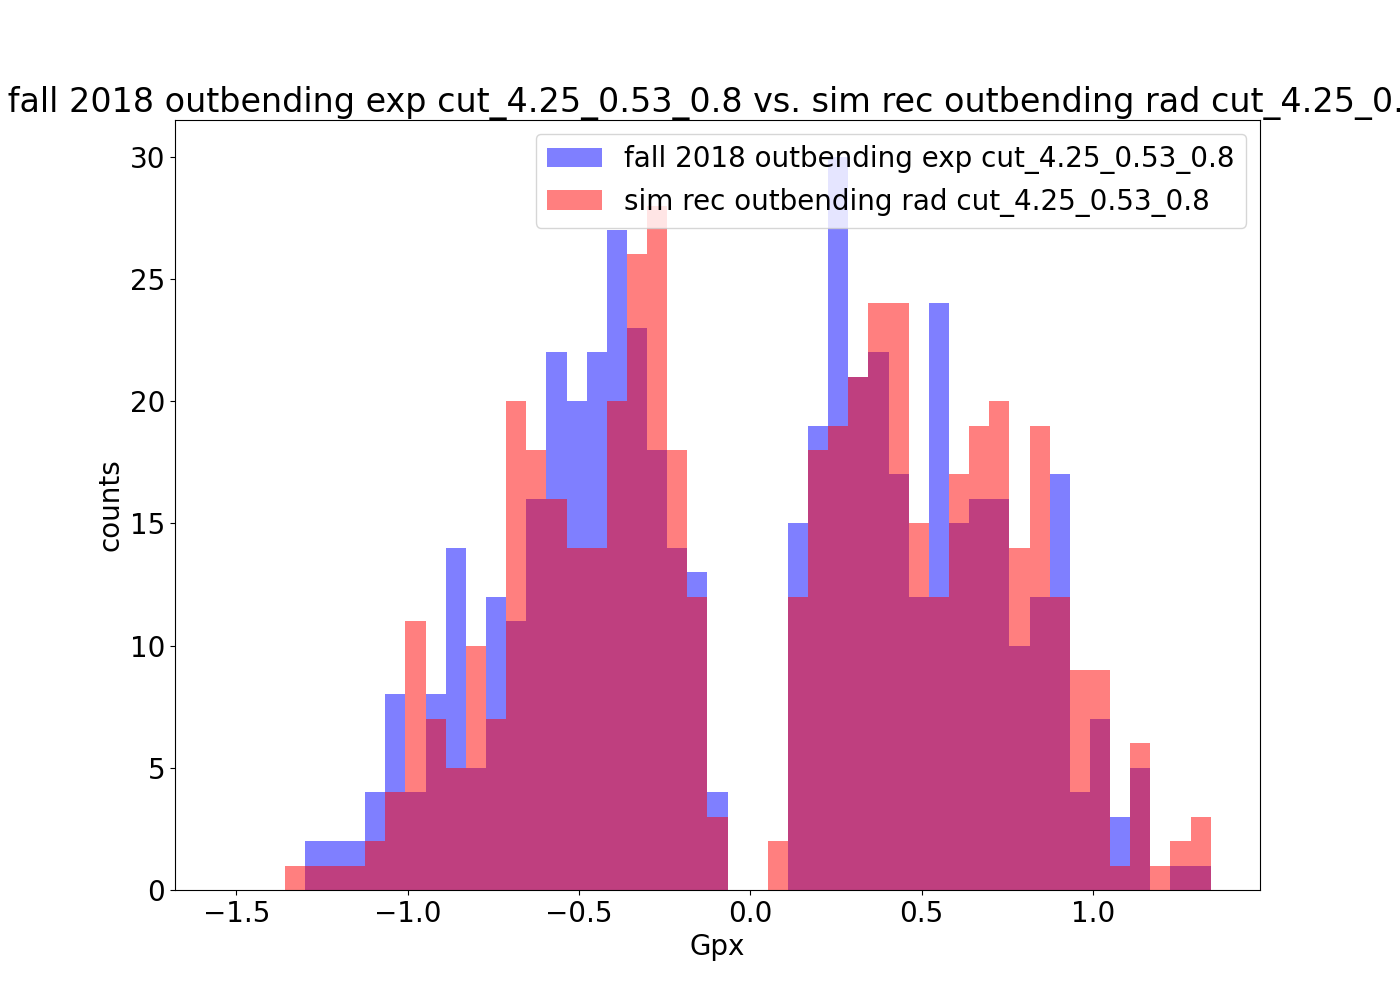 fall 2018 outbending exp cut_4.25_0.53_0.8 vs. sim rec outbending rad cut_4.25_0.
fall 2018 outbending exp cut_4.25_0.53_0.8
sim rec outbending rad cut_4.25_0.53_0.8
30
25
20
15
10
5
0
counts
−1.5 −1.0 −0.5 0.0 0.5 1.0
Gpx